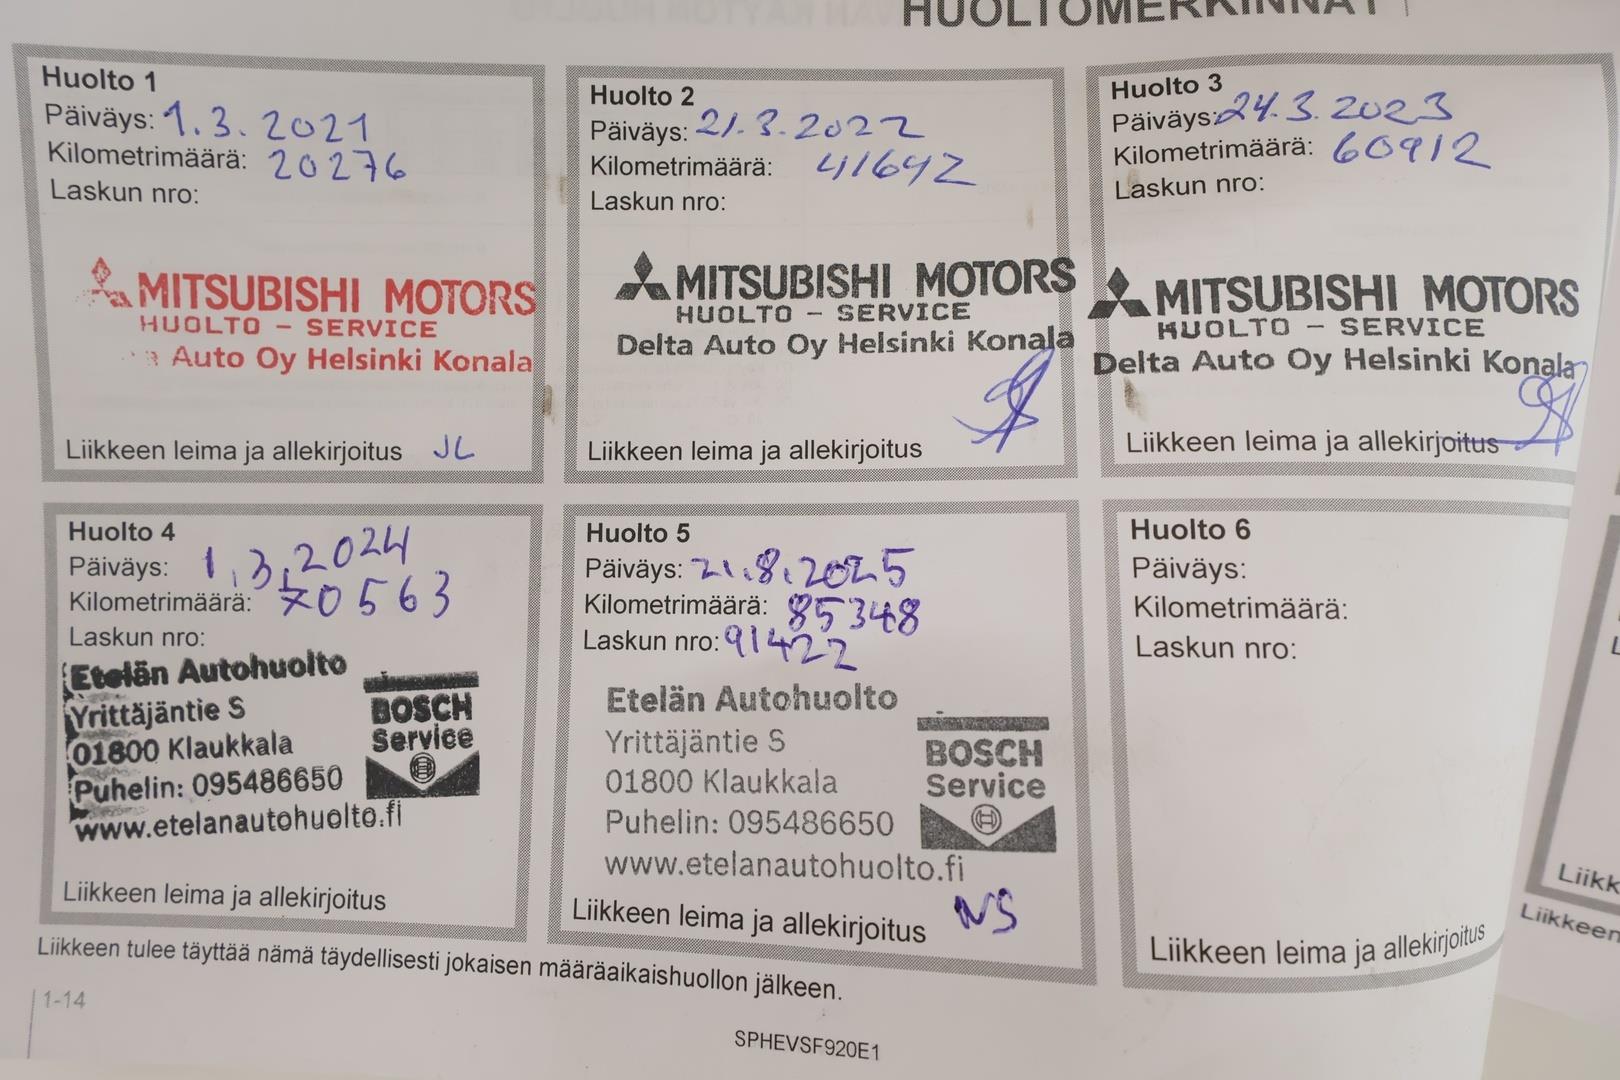 HUOLTOMERKINNÄT
Huolto 1
Päiväys: 1.3.2021
Kilometrimäärä: 20276
Laskun nro:
MITSUBISHI MOTORS
HUOLTO - SERVICE
Auto Oy Helsinki Konala
Liikkeen leima ja allekirjoitus JL
Huolto 2
Päiväys: 21.3.2022
Kilometrimäärä: 41692
Laskun nro:
MITSUBISHI MOTORS
HUOLTO - SERVICE
Delta Auto Oy Helsinki Konala
Liikkeen leima ja allekirjoitus
Huolto 3
Päiväys: 24.3.2023
Kilometrimäärä: 60912
Laskun nro:
MITSUBISHI MOTORS
HUOLTO - SERVICE
Delta Auto Oy Helsinki Konala
Liikkeen leima ja allekirjoitus
Huolto 4
Päiväys: 1.3.2024
Kilometrimäärä: 70563
Laskun nro:
Etelän Autohuolto
Yrittäjäntie S
01800 Klaukkala
Puhelin: 095486650
www.etelanautohuolto.fi
BOSCH
Service
Liikkeen leima ja allekirjoitus
Huolto 5
Päiväys: 21.8.2025
Kilometrimäärä: 85348
Laskun nro: 91422
Etelän Autohuolto
Yrittäjäntie S
01800 Klaukkala
Puhelin: 095486650
www.etelanautohuolto.fi
BOSCH
Service
Liikkeen leima ja allekirjoitus NS
Huolto 6
Päiväys:
Kilometrimäärä:
Laskun nro:
Liikkeen leima ja allekirjoitus
Liikkeen tulee täyttää nämä täydellisesti jokaisen määräaikaishuollon jälkeen.
1-14
SPHEVSF920E1
Liikkeen